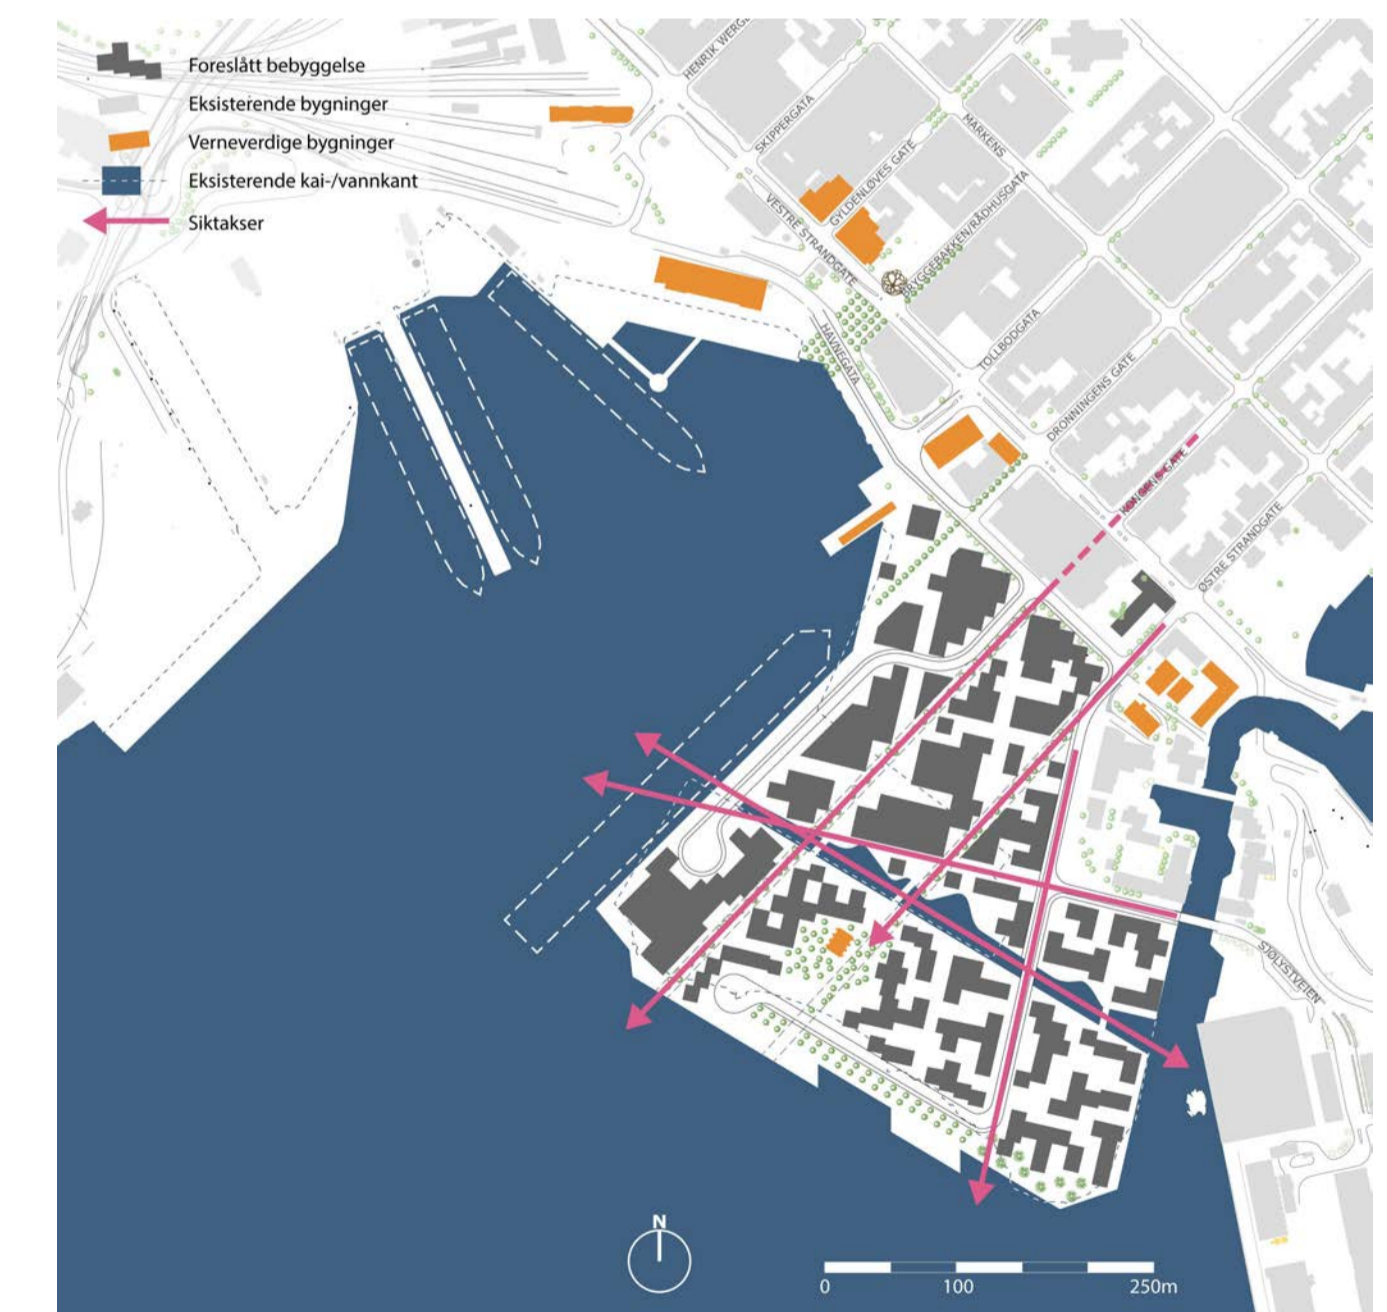 Foreslått bebyggelse
Eksisterende bygninger
Verneverdige bygninger
Eksisterende kai-/vannkant
Siktakser
HENRIK
SKIPPERGATA
MARKENS
GYLDENLØVES GATE
VESTRE STRANDGATE
BRYGGEBAKKEN/RÅDHUSGATA
TOLLBODGATA
HAVNEGATA
DRONNINGENS GATE
KONGENS GATE
ØSTRE STRANDGATE
SJØLYSTVEIEN
N
0 100 250m